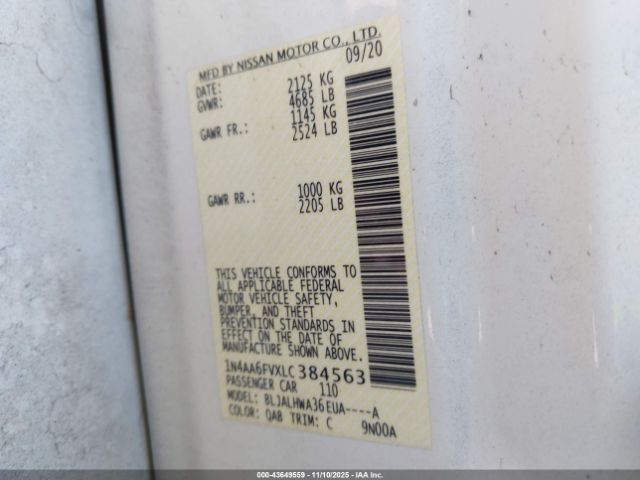 MFD BY NISSAN MOTOR CO., LTD.
DATE: 09/20
GVWR: 2125 KG
4685 LB
GAWR FR.: 1145 KG
2524 LB
GAWR RR.: 1000 KG
2205 LB
THIS VEHICLE CONFORMS TO
ALL APPLICABLE FEDERAL
MOTOR VEHICLE SAFETY,
BUMPER, AND THEFT
PREVENTION STANDARDS IN
EFFECT ON THE DATE OF
MANUFACTURE SHOWN ABOVE.
1N4AA6FVXLC384563
PASSENGER CAR 110
MODEL: BLJALHWA36EUA----A
COLOR: QAB TRIM: C 9N00A
000-43649559 - 11/10/2025 - IAAI.COM